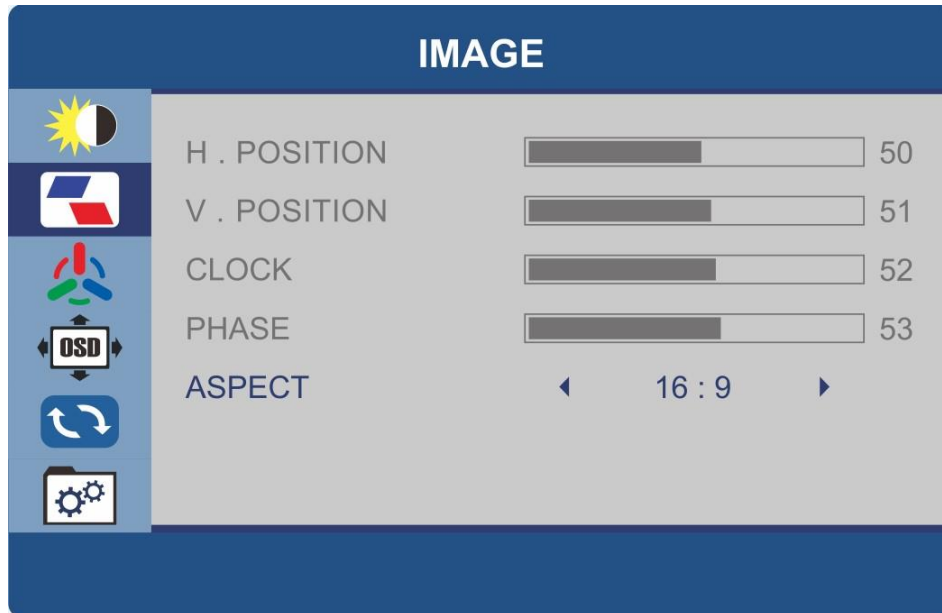 IMAGE
H . POSITION 50
V . POSITION 51
CLOCK 52
PHASE 53
OSD
ASPECT 16 : 9